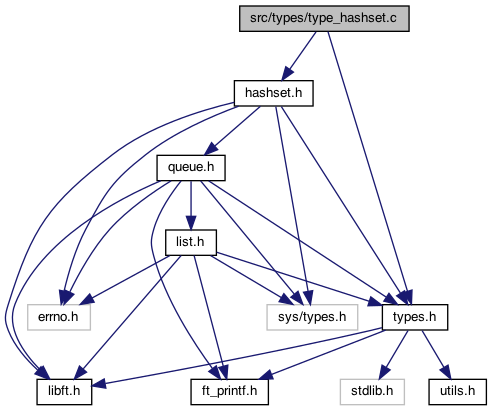 src/types/type_hashset.c
hashset.h
queue.h
list.h
errno.h
sys/types.h
types.h
libft.h
ft_printf.h
stdlib.h
utils.h